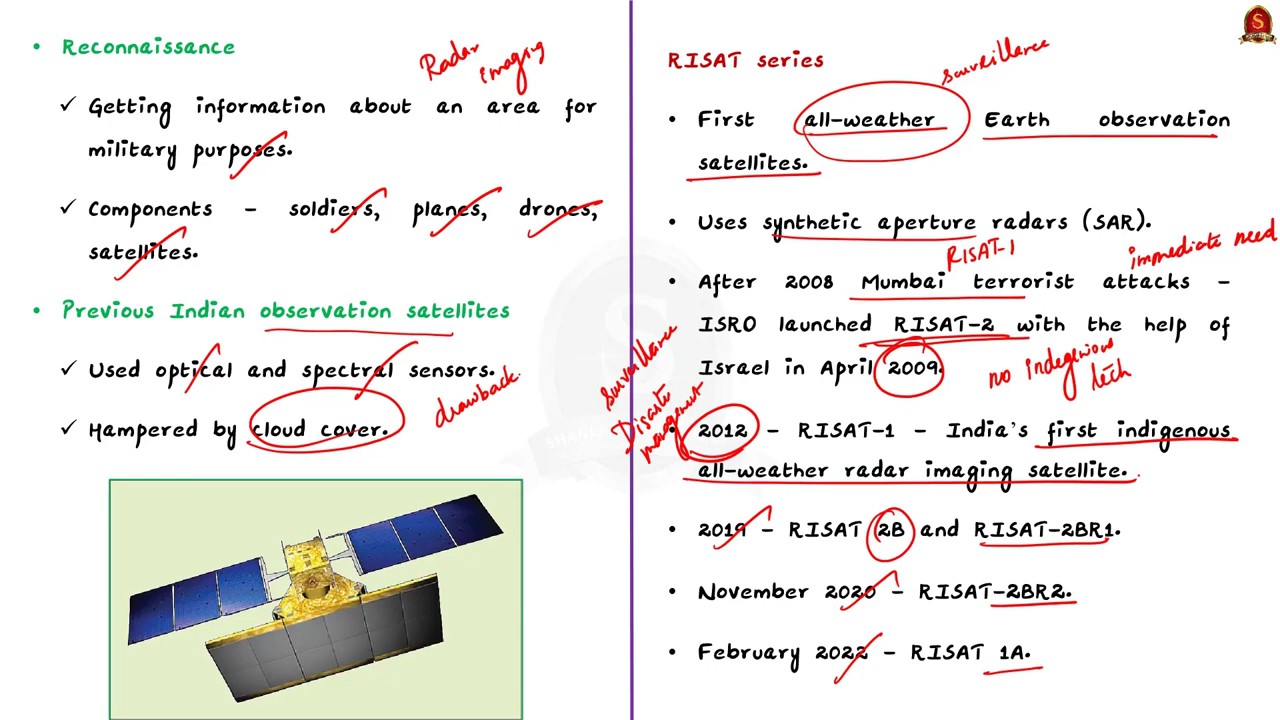 Reconnaissance
Radar
imaging
✓ Getting information about an area for
military purposes.
✓ Components - soldiers, planes, drones,
satellites.
Previous Indian observation satellites
✓ Used optical and spectral sensors.
✓ Hampered by cloud cover.
drawback.
RISAT series
surveillance
• First all-weather Earth observation
satellites.
• Uses synthetic aperture radars (SAR).
RISAT-1
immediate need
• After 2008 Mumbai terrorist attacks -
ISRO launched RISAT-2 with the help of
Israel in April 2009.
no indegenious
tech
surveillance
Disaster
management
• 2012 - RISAT-1 - India's first indigenous
all-weather radar imaging satellite.
• 2019 - RISAT 2B and RISAT-2BR1.
• November 2020 - RISAT-2BR2.
• February 2022 - RISAT 1A.
S